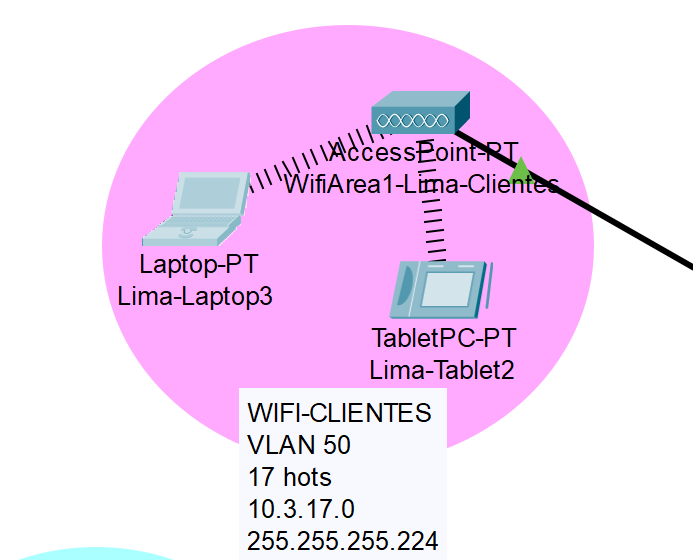 AccessPoint-PT
WifiArea1-Lima-Clientes
Laptop-PT
Lima-Laptop3
TabletPC-PT
Lima-Tablet2
WIFI-CLIENTES
VLAN 50
17 hots
10.3.17.0
255.255.255.224